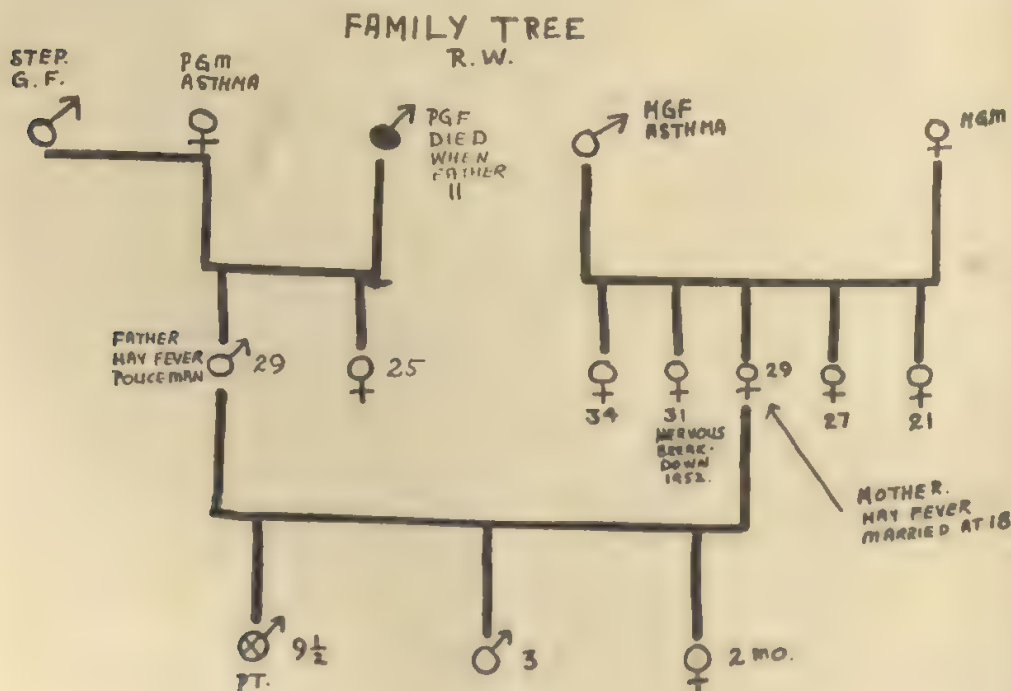 FAMILY TREE
R.W.
STEP.
G.F.
PGM
ASTHMA
PGF
DIED
WHEN
FATHER
11
MGF
ASTHMA
MGM
FATHER
HAY FEVER
POLICEMAN
29
25
34
31
NERVOUS
BREAK-
DOWN
1952.
29
27
21
MOTHER.
HAY FEVER
MARRIED AT 18
9½
PT.
3
2 MO.